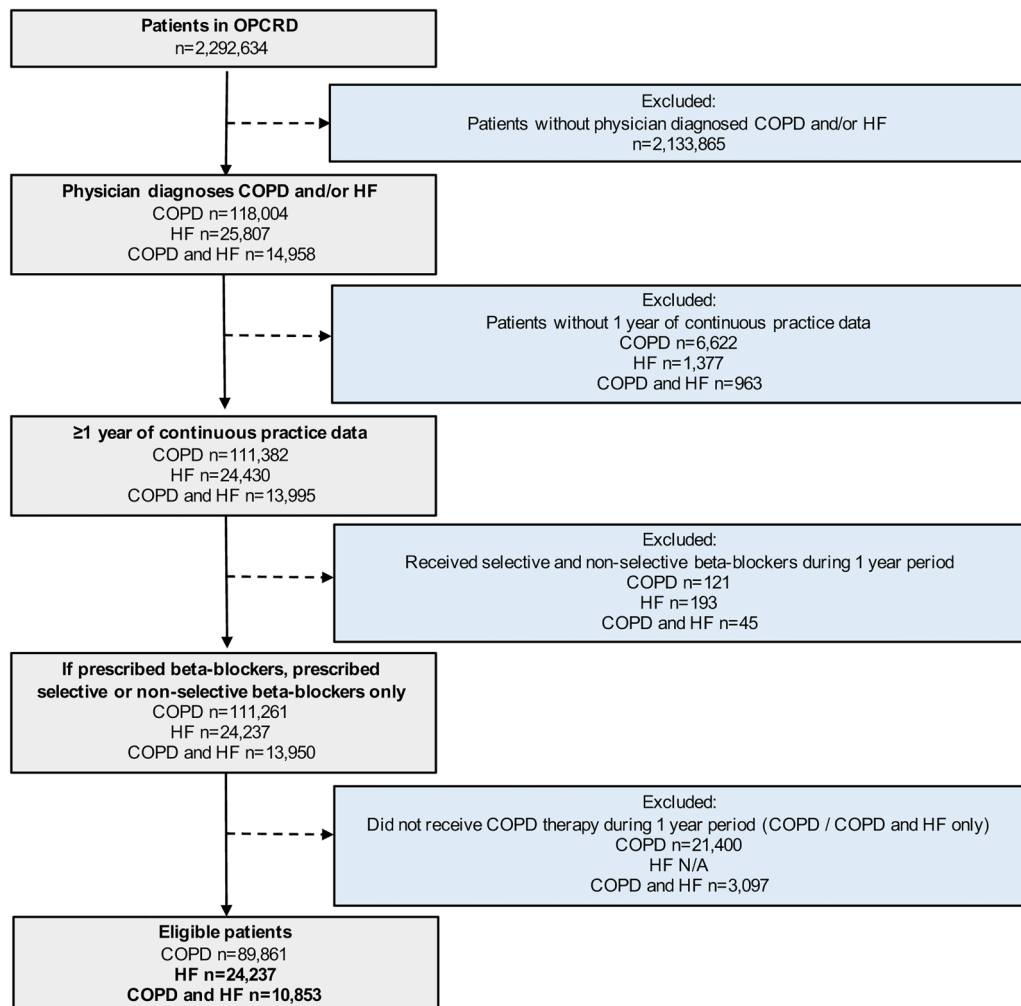 Patients in OPCRD
n=2,292,634
Excluded:
Patients without physician diagnosed COPD and/or HF
n=2,133,865
Physician diagnoses COPD and/or HF
COPD n=118,004
HF n=25,807
COPD and HF n=14,958
Excluded:
Patients without 1 year of continuous practice data
COPD n=6,622
HF n=1,377
COPD and HF n=963
≥1 year of continuous practice data
COPD n=111,382
HF n=24,430
COPD and HF n=13,995
Excluded:
Received selective and non-selective beta-blockers during 1 year period
COPD n=121
HF n=193
COPD and HF n=45
If prescribed beta-blockers, prescribed
selective or non-selective beta-blockers only
COPD n=111,261
HF n=24,237
COPD and HF n=13,950
Excluded:
Did not receive COPD therapy during 1 year period (COPD / COPD and HF only)
COPD n=21,400
HF N/A
COPD and HF n=3,097
Eligible patients
COPD n=89,861
HF n=24,237
COPD and HF n=10,853